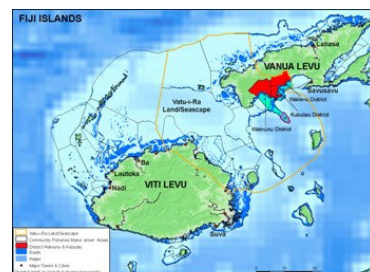 FIJI ISLANDS
Labasa
VANUA LEVU
Savusavu
Vatu-i-Ra
Land/Seascape
Wailevu District
Kubulau District
Wainunu District
Ba
Lautoka
Nadi
VITI LEVU
Suva
Vatu-i-Ra Land/Seascape
Reefs
Water
Major Towns & Cities